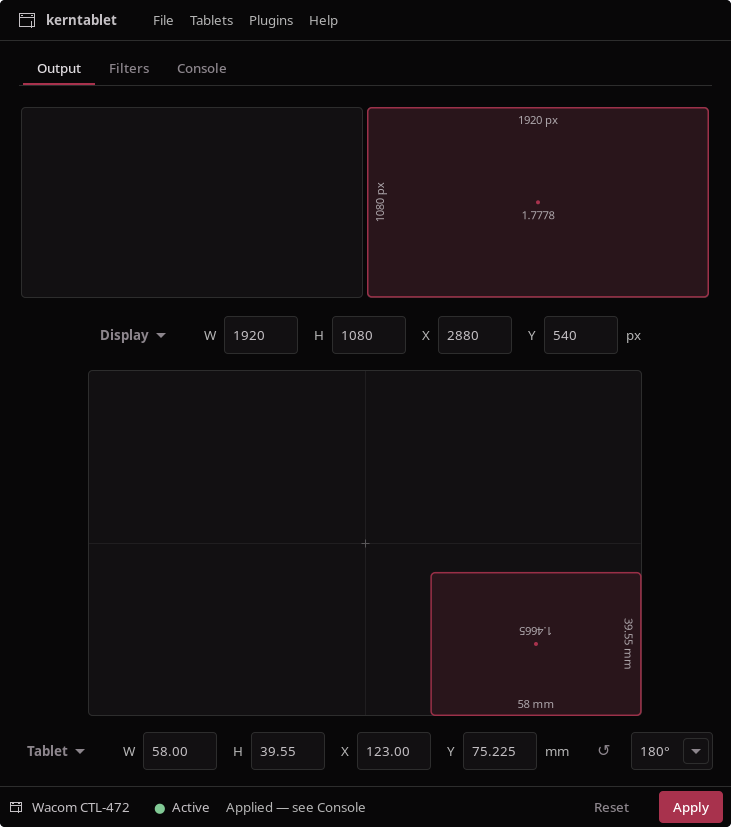 kerntablet File Tablets Plugins Help
Output Filters Console
1920 px
1080 px
1.7778
Display W 1920 H 1080 X 2880 Y 540 px
1.4665
39.55 mm
58 mm
Tablet W 58.00 H 39.55 X 123.00 Y 75.225 mm ↺ 180°
Wacom CTL-472 Active Applied — see Console Reset Apply